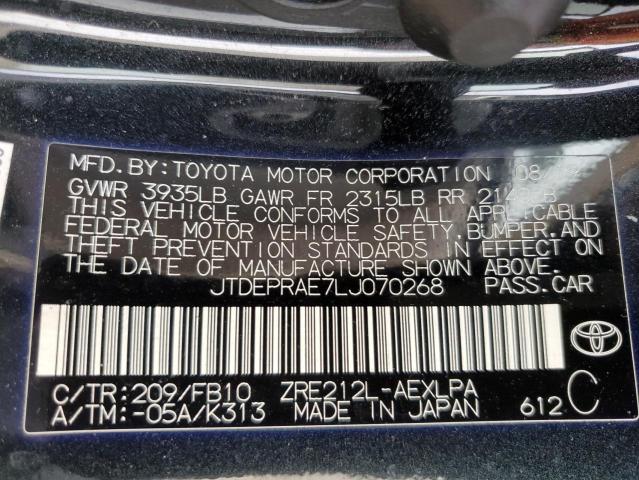 MFD. BY: TOYOTA MOTOR CORPORATION 08/
GVWR 3935LB GAWR FR 2315LB RR
THIS VEHICLE CONFORMS TO ALL APPLICABLE
FEDERAL MOTOR VEHICLE SAFETY, BUMPER, AND
THEFT PREVENTION STANDARDS IN EFFECT ON
THE DATE OF MANUFACTURE SHOWN ABOVE.
JTDEPRAE7LJ070268 PASS. CAR
C/TR: 209/FB10 ZRE212L-AEXLPA
A/TM: -05A/K313 MADE IN JAPAN 612 C